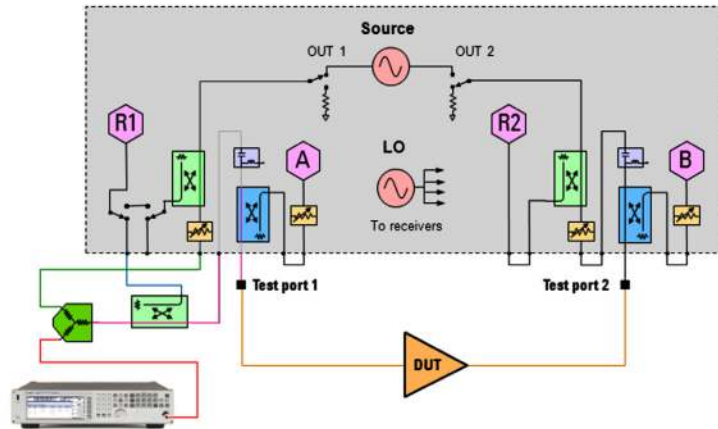 Source
OUT 1
OUT 2
R1
A
LO
R2
B
To receivers
Test port 1
Test port 2
DUT